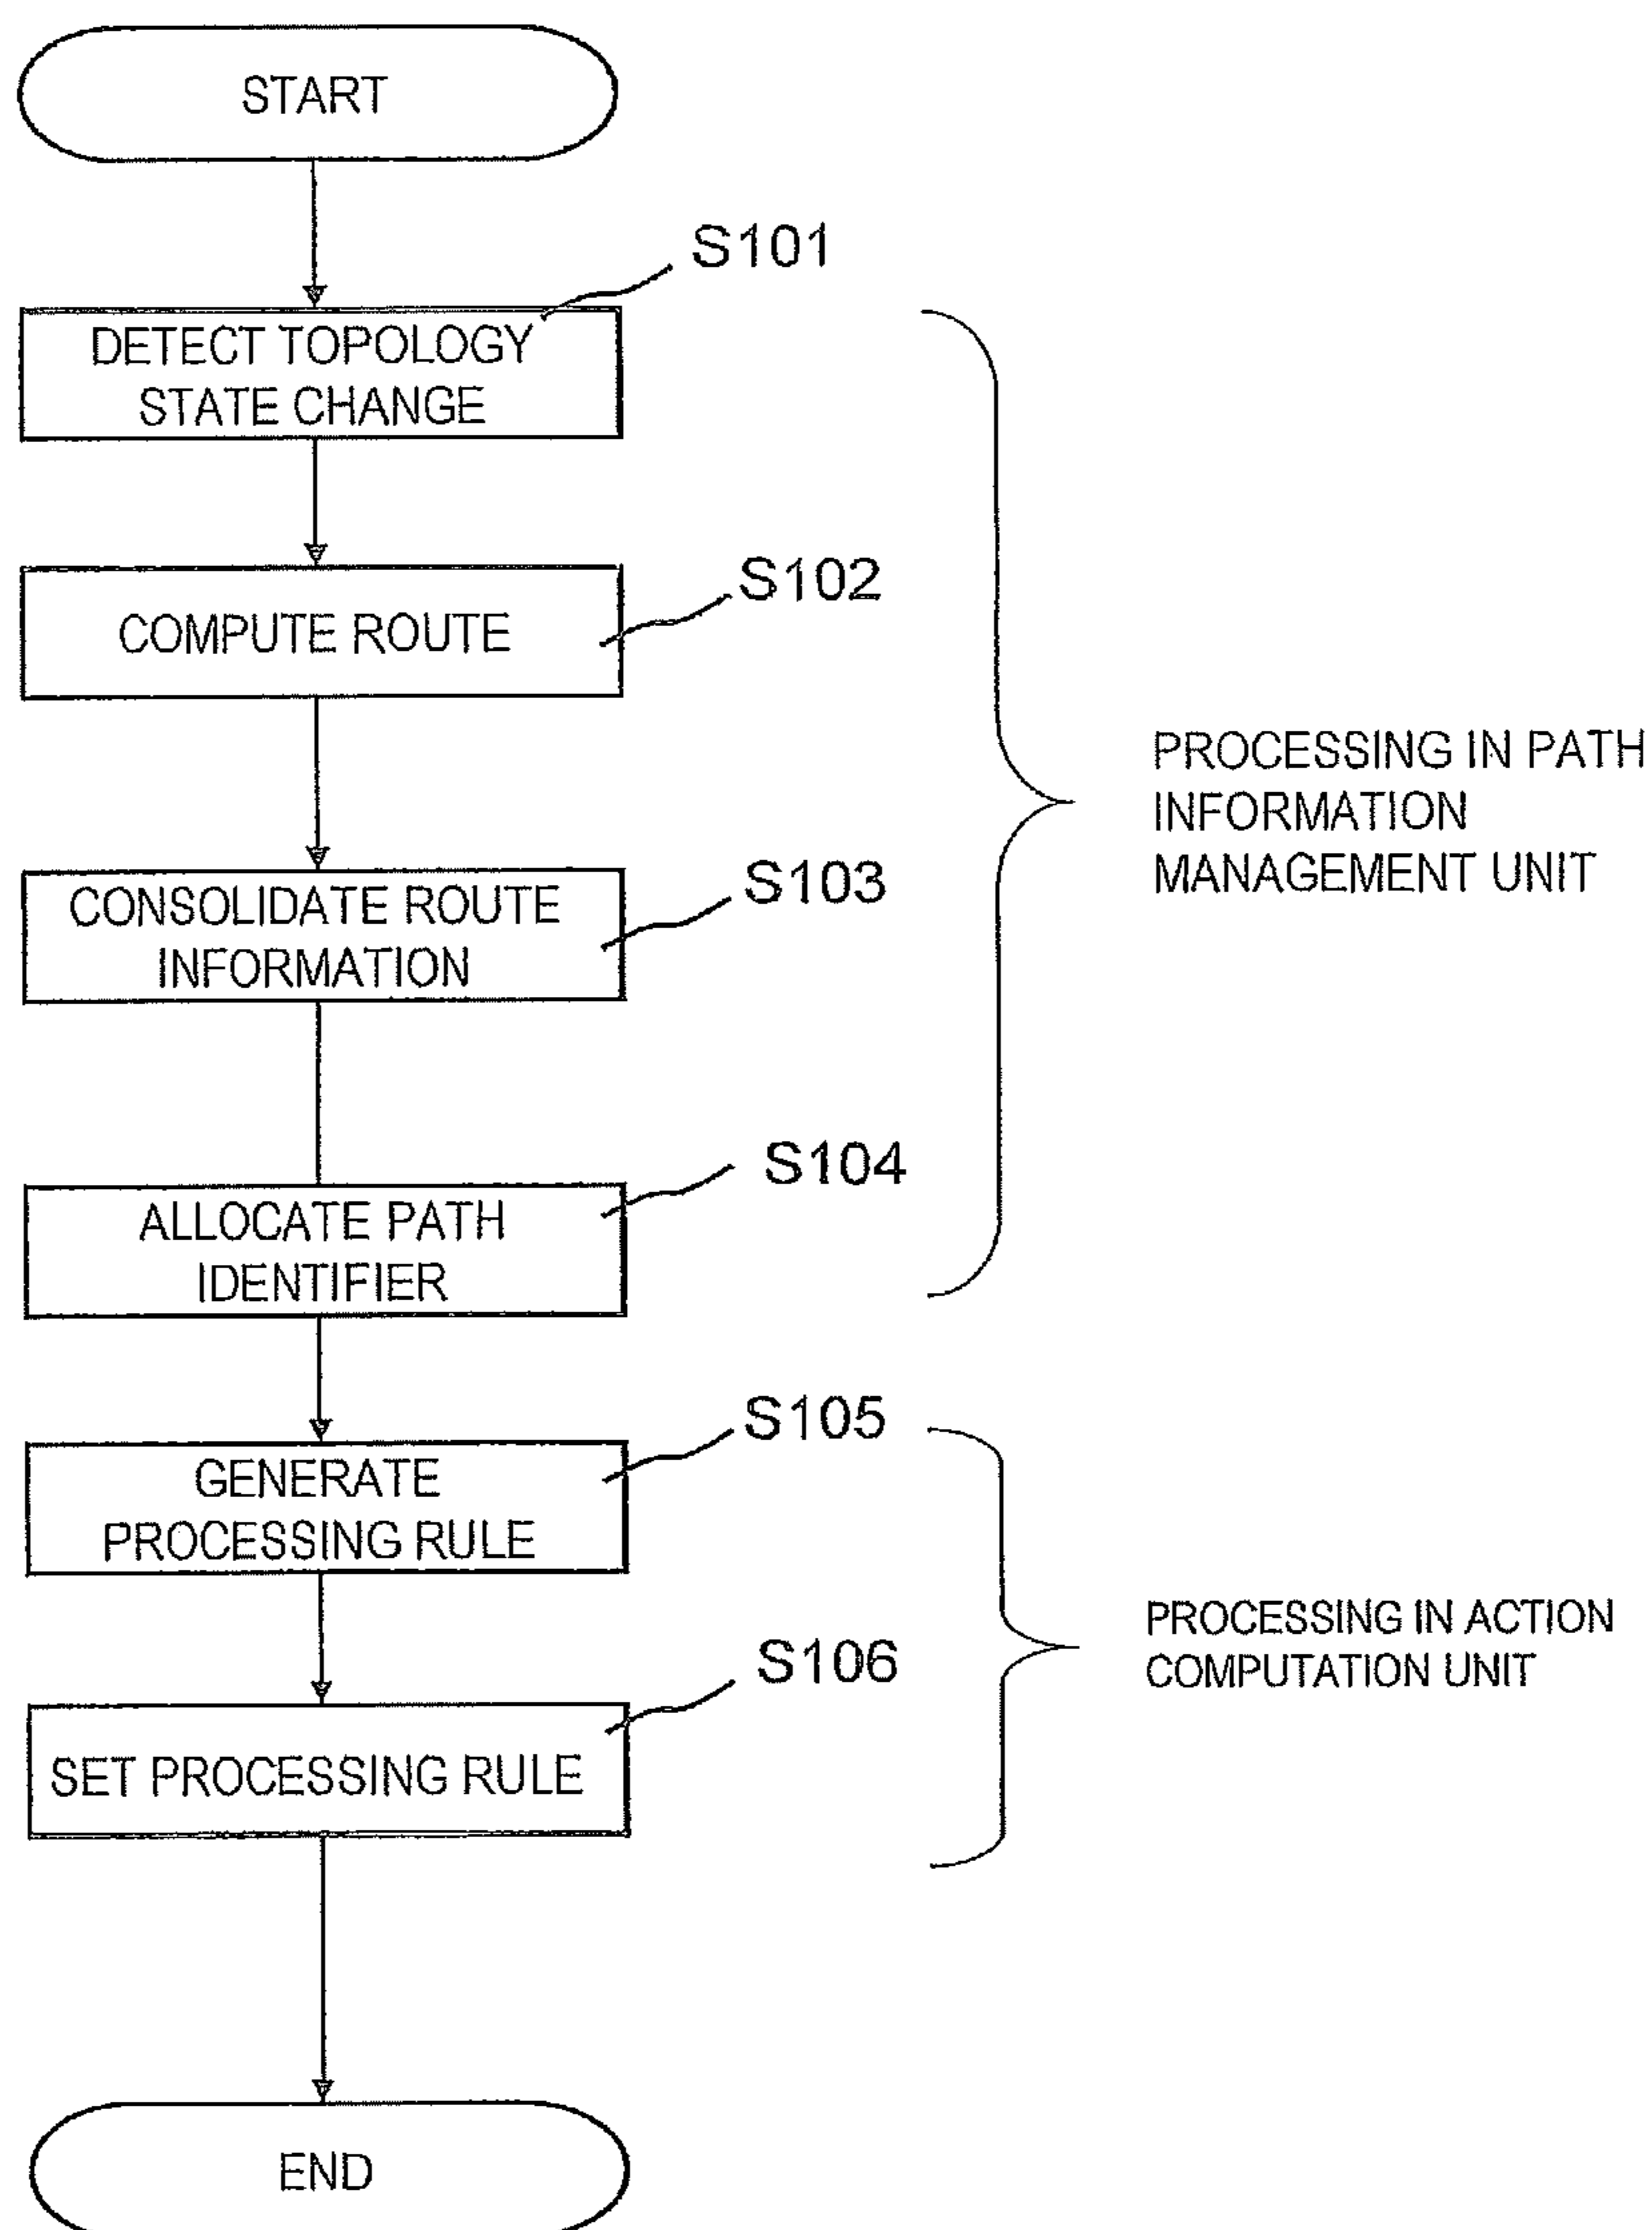 START
S101
DETECT TOPOLOGY
STATE CHANGE
S102
COMPUTE ROUTE
PROCESSING IN PATH
INFORMATION
MANAGEMENT UNIT
S103
CONSOLIDATE ROUTE
INFORMATION
S104
ALLOCATE PATH
IDENTIFIER
S105
GENERATE
PROCESSING RULE
PROCESSING IN ACTION
COMPUTATION UNIT
S106
SET PROCESSING RULE
END